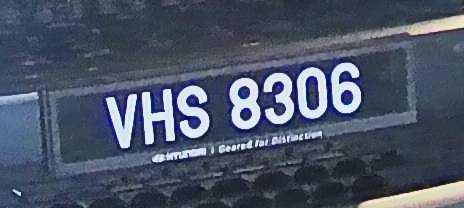 VHS 8306
HYUNDAI | Geared for Distinction